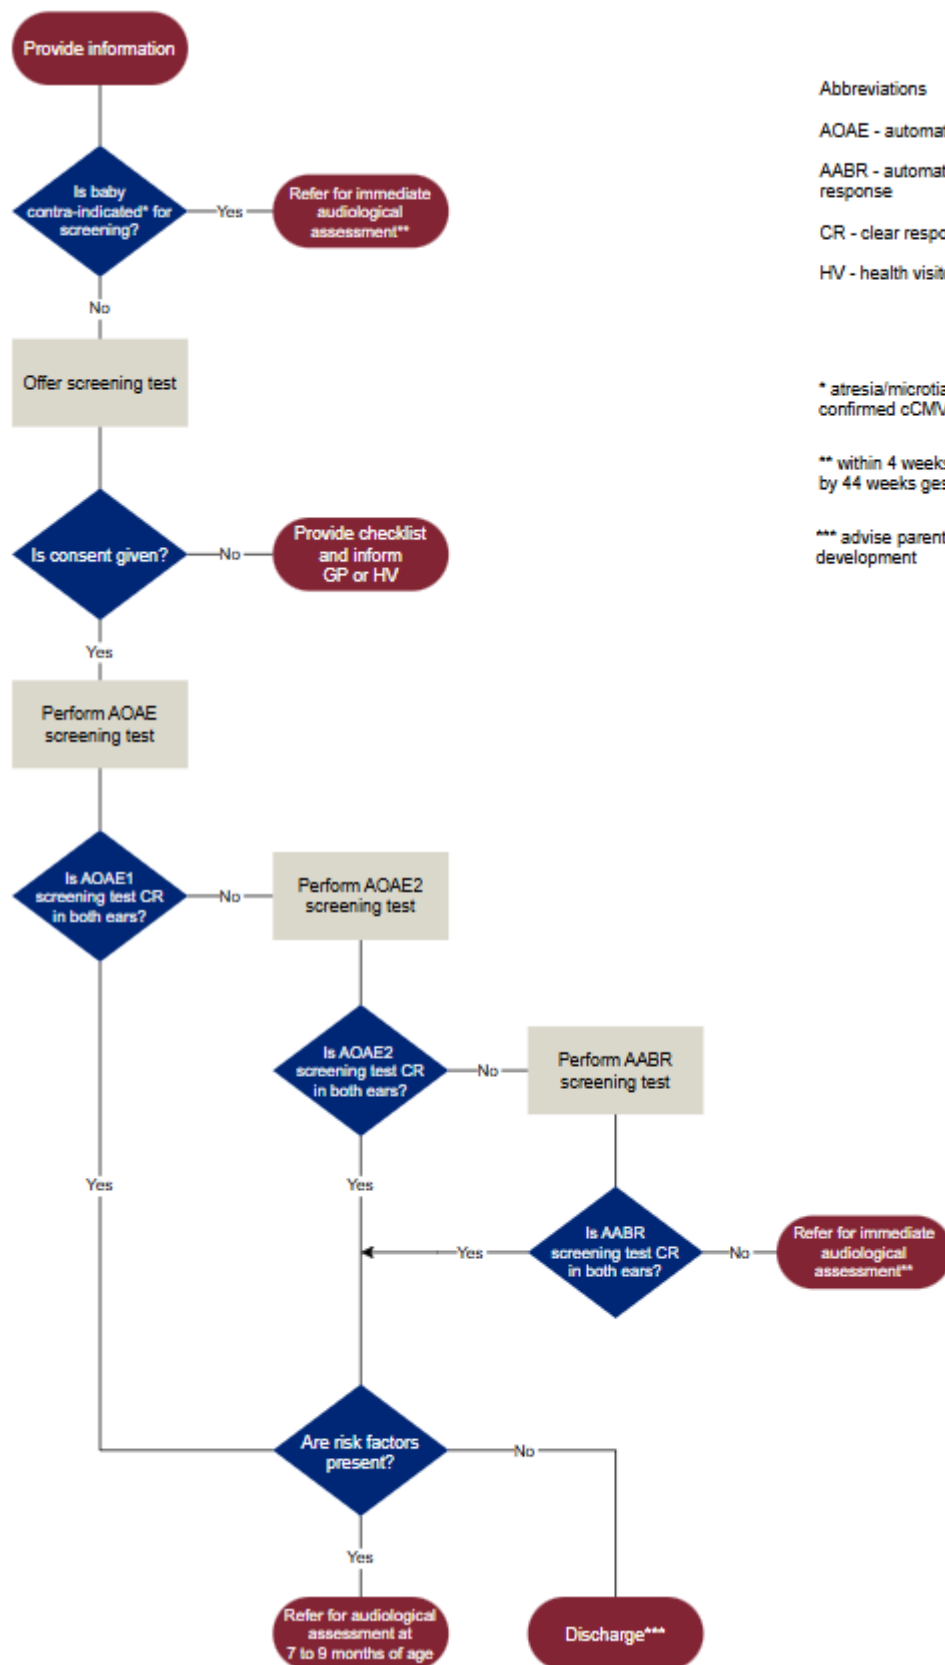 Provide information
Abbreviations
AOAE -
AABR -
response
CR - clear
HV - health
Is baby
contra-indicated* for
screening?
Yes
Refer for immediate
audiological
assessment**
No
Offer screening test
* atresia/microtia
confirmed cCMV
** within 4 weeks
by 44 weeks
*** advise
development
Is consent given?
No
Provide checklist
and inform
GP or HV
Yes
Perform AOAE
screening test
Is AOAE1
screening test CR
in both ears?
No
Perform AOAE2
screening test
Is AOAE2
screening test CR
in both ears?
No
Perform AABR
screening test
Yes
Yes
Is AABR
screening test CR
in both ears?
Yes
No
Refer for immediate
audiological
assessment**
Are risk factors
present?
No
Yes
Refer for audiological
assessment at
7 to 9 months of age
Discharge***